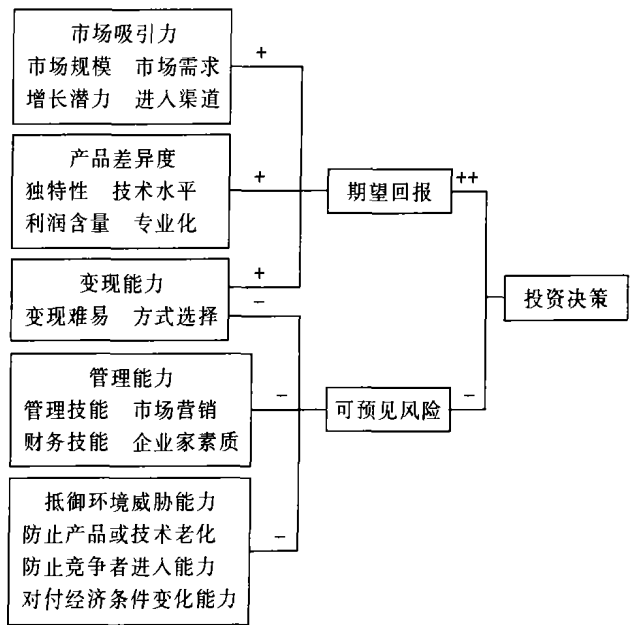 市场吸引力
市场规模 市场需求
增长潜力 进入渠道
+
产品差异度
独特性 技术水平
利润含量 专业化
+
期望回报
++
变现能力
变现难易 方式选择
+
−
投资决策
管理能力
管理技能 市场营销
财务技能 企业家素质
−
可预见风险
−
抵御环境威胁能力
防止产品或技术老化
防止竞争者进入能力
对付经济条件变化能力
−